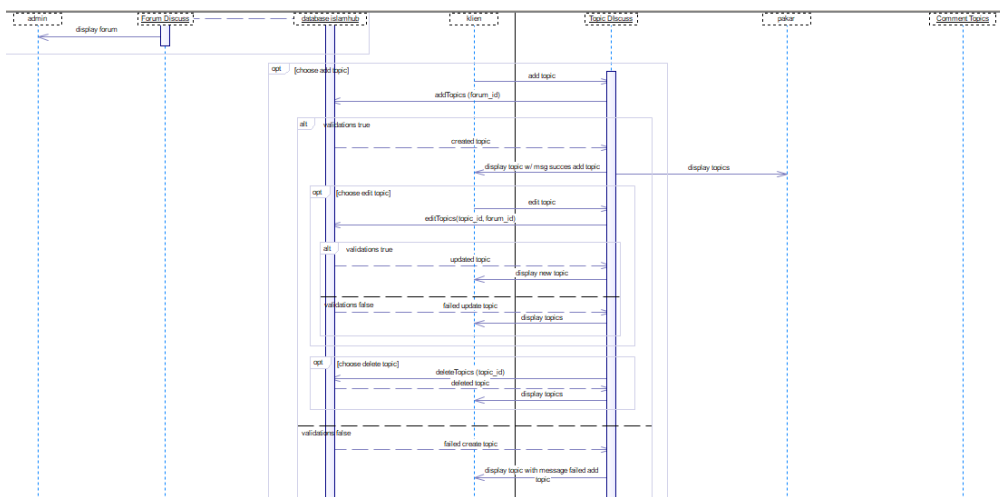 admin
Forum Discuss
database islamhub
klien
Topic Discuss
pakar
Comment Topics
display forum
opt
[choose add topic]
add topic
addTopics (forum_id)
alt
validations true
created topic
display topic w/ msg succes add topic
display topics
opt
[choose edit topic]
edit topic
editTopics(topic_id, forum_id)
alt
validations true
updated topic
display new topic
validations false
failed update topic
display topics
opt
[choose delete topic]
deleteTopics (topic_id)
deleted topic
display topics
validations false
failed create topic
display topic with message failed add
topic